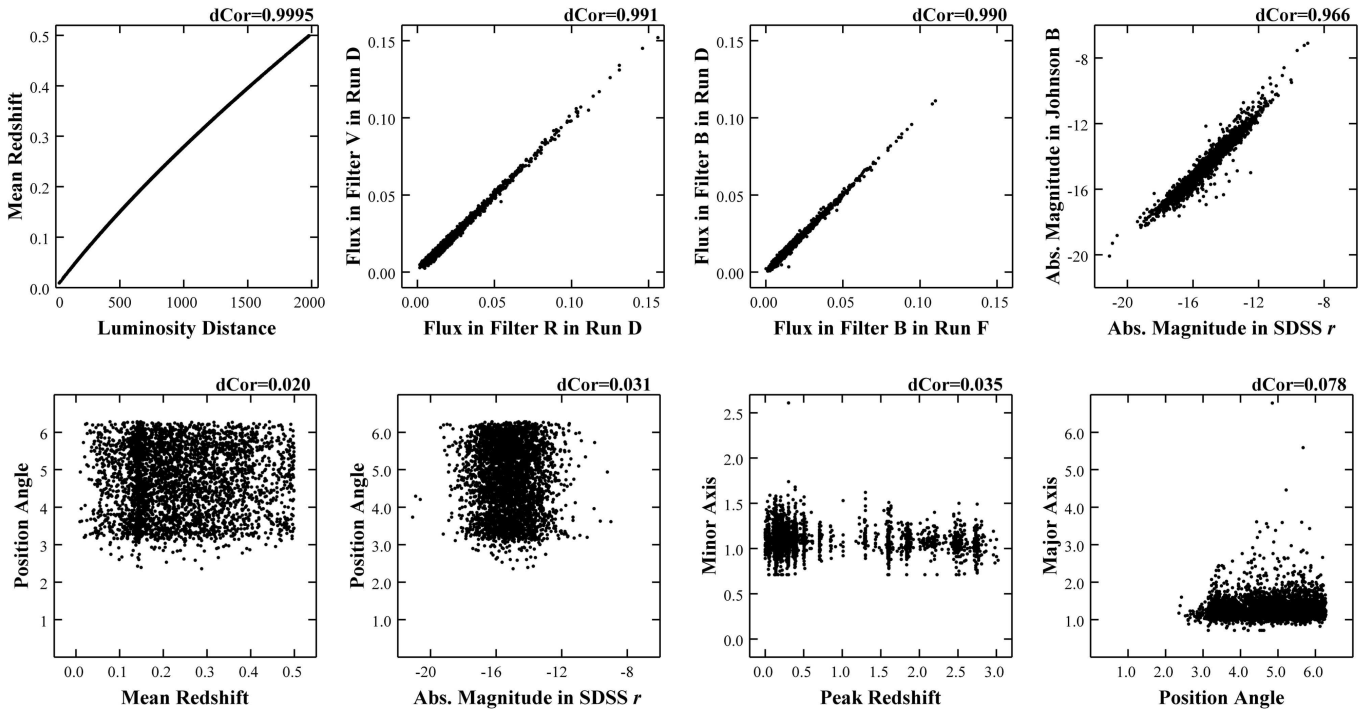 dCor=0.9995
0.5
0.4
0.3
0.2
0.1
0.0
Mean Redshift
0 500 1000 1500 2000
Luminosity Distance
dCor=0.991
0.15
0.10
0.05
0.00
Flux in Filter V in Run D
0.00 0.05 0.10 0.15
Flux in Filter R in Run D
dCor=0.990
0.15
0.10
0.05
0.00
Flux in Filter B in Run D
0.00 0.05 0.10 0.15
Flux in Filter B in Run F
dCor=0.966
-8
-12
-16
-20
Abs. Magnitude in Johnson B
-20 -16 -12 -8
Abs. Magnitude in SDSS r
dCor=0.020
6.0
5.0
4.0
3.0
2
1
Position Angle
0.0 0.1 0.2 0.3 0.4 0.5
Mean Redshift
dCor=0.031
6.0
5.0
4.0
3.0
2.0
1.0
Position Angle
-20 -16 -12 -8
Abs. Magnitude in SDSS r
dCor=0.035
2.5
2.0
1.5
1.0
0.5
0.0
Minor Axis
0.0 0.5 1.0 1.5 2.0 2.5 3.0
Peak Redshift
dCor=0.078
6.0
5.0
4.0
3.0
2.0
1.0
Major Axis
1.0 2.0 3.0 4.0 5.0 6.0
Position Angle